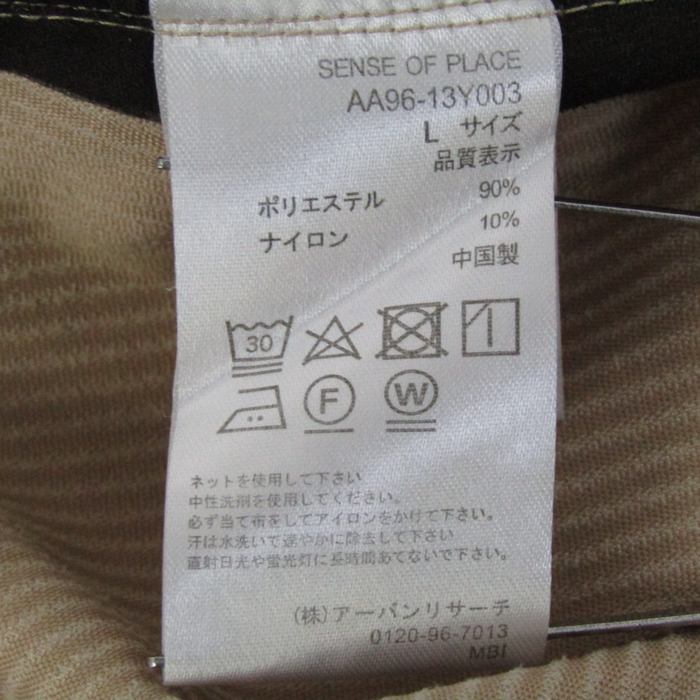 SENSE OF PLACE
AA96-13Y003
L サイズ
品質表示
ポリエステル 90%
ナイロン 10%
中国製
30
F W
ネットを使用して下さい
中性洗剤を使用してください。
必ず当て布をしてアイロンをかけて下さい。
汗は水洗いて速やかに除去して下さい
直射日光や蛍光灯に長時間あてないで下さい。
(株)アーバンリサーチ
0120-96-7013
MBI